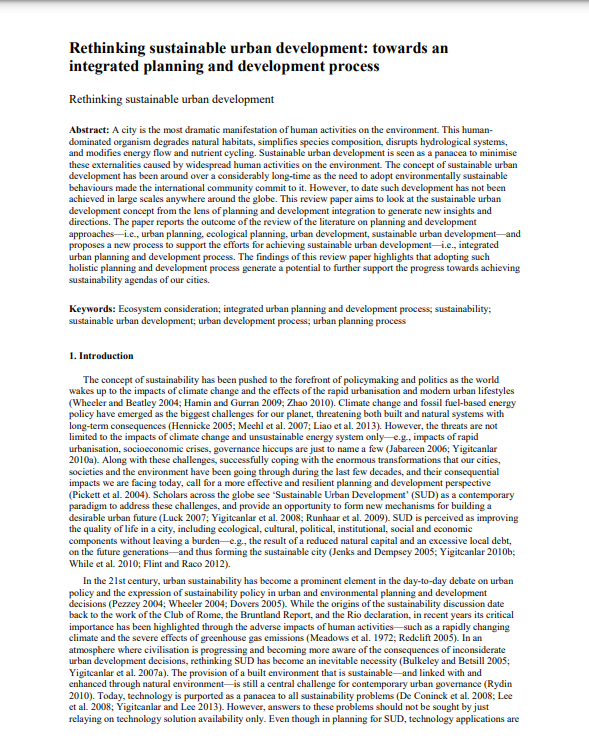 Rethinking sustainable urban development: towards an
integrated planning and development process
Rethinking sustainable urban development
Abstract: A city is the most dramatic manifestation of human activities on the environment. This human-
dominated organism degrades natural habitats, simplifies species composition, disrupts hydrological systems,
and modifies energy flow and nutrient cycling. Sustainable urban development is seen as a panacea to minimise
these externalities caused by widespread human activities on the environment. The concept of sustainable urban
development has been around over a considerably long-time as the need to adopt environmentally sustainable
behaviours made the international community commit to it. However, to date such development has not been
achieved in large scales anywhere around the globe. This review paper aims to look at the sustainable urban
development concept from the lens of planning and development integration to generate new insights and
directions. The paper reports the outcome of the review of the literature on planning and development
approaches—i.e., urban planning, ecological planning, urban development, sustainable urban development—and
proposes a new process to support the efforts for achieving sustainable urban development—i.e., integrated
urban planning and development process. The findings of this review paper highlights that adopting such
holistic planning and development process generate a potential to further support the progress towards achieving
sustainability agendas of our cities.
Keywords: Ecosystem consideration; integrated urban planning and development process; sustainability;
sustainable urban development; urban development process; urban planning process
1. Introduction
The concept of sustainability has been pushed to the forefront of policymaking and politics as the world
wakes up to the impacts of climate change and the effects of the rapid urbanisation and modern urban lifestyles
(Wheeler and Beatley 2004; Hamin and Gurran 2009; Zhao 2010). Climate change and fossil fuel-based energy
policy have emerged as the biggest challenges for our planet, threatening both built and natural systems with
long-term consequences (Hennicke 2005; Meehl et al. 2007; Liao et al. 2013). However, the threats are not
limited to the impacts of climate change and unsustainable energy system only—e.g., impacts of rapid
urbanisation, socioeconomic crises, governance hiccups are just to name a few (Jabareen 2006; Yigitcanlar
2010a). Along with these challenges, successfully coping with the enormous transformations that our cities,
societies and the environment have been going through during the last few decades, and their consequential
impacts we are facing today, call for a more effective and resilient planning and development perspective
(Pickett et al. 2004). Scholars across the globe see ‘Sustainable Urban Development’ (SUD) as a contemporary
paradigm to address these challenges, and provide an opportunity to form new mechanisms for building a
desirable urban future (Luck 2007; Yigitcanlar et al. 2008; Runhaar et al. 2009). SUD is perceived as improving
the quality of life in a city, including ecological, cultural, political, institutional, social and economic
components without leaving a burden—e.g., the result of a reduced natural capital and an excessive local debt,
on the future generations—and thus forming the sustainable city (Jenks and Dempsey 2005; Yigitcanlar 2010b;
While et al. 2010; Flint and Raco 2012).
In the 21st century, urban sustainability has become a prominent element in the day-to-day debate on urban
policy and the expression of sustainability policy in urban and environmental planning and development
decisions (Pezzey 2004; Wheeler 2004; Dovers 2005). While the origins of the sustainability discussion date
back to the work of the Club of Rome, the Bruntland Report, and the Rio declaration, in recent years its critical
importance has been highlighted through the adverse impacts of human activities—such as a rapidly changing
climate and the severe effects of greenhouse gas emissions (Meadows et al. 1972; Redclift 2005). In an
atmosphere where civilisation is progressing and becoming more aware of the consequences of inconsiderate
urban development decisions, rethinking SUD has become an inevitable necessity (Bulkeley and Betsill 2005;
Yigitcanlar et al. 2007a). The provision of a built environment that is sustainable—and linked with and
enhanced through natural environment—is still a central challenge for contemporary urban governance (Rydin
2010). Today, technology is purported as a panacea to all sustainability problems (De Coninck et al. 2008; Lee
et al. 2008; Yigitcanlar and Lee 2013). However, answers to these problems should not be sought by just
relaying on technology solution availability only. Even though in planning for SUD, technology applications are